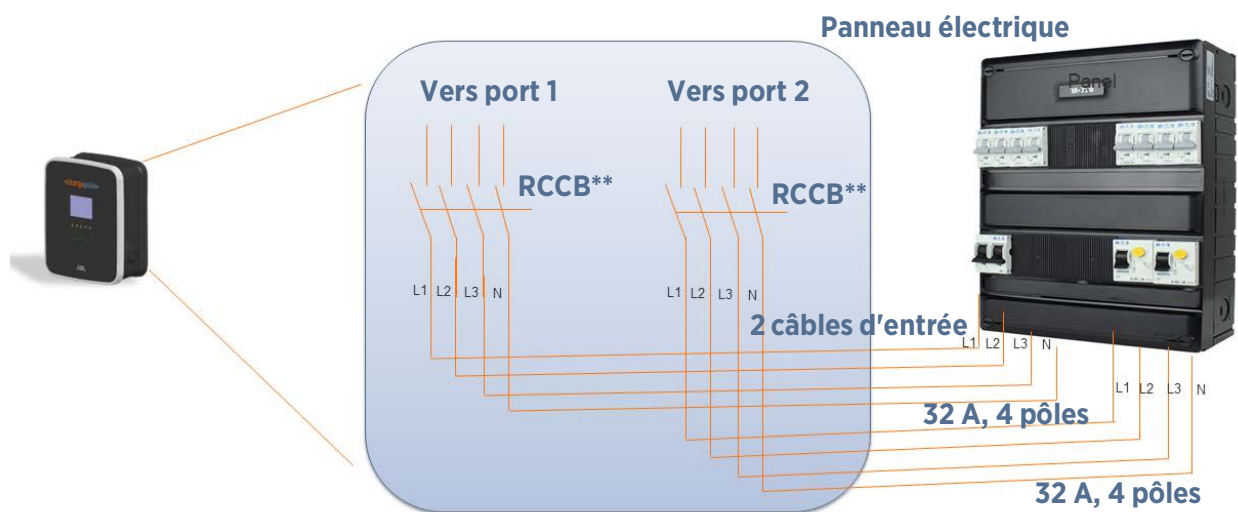 Panneau électrique
Panel
Vers port 1
Vers port 2
RCCB**
RCCB**
L1 L2 L3 N
L1 L2 L3 N
2 câbles d'entrée
L1 L2 L3 N
L1 L2 L3 N
32 A, 4 pôles
32 A, 4 pôles